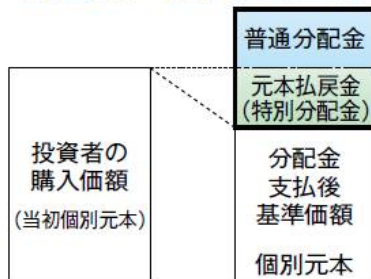 普通分配金
元本払戻金
(特別分配金)
投資者の
購入価額
(当初個別元本)
分配金
支払後
基準価額
個別元本